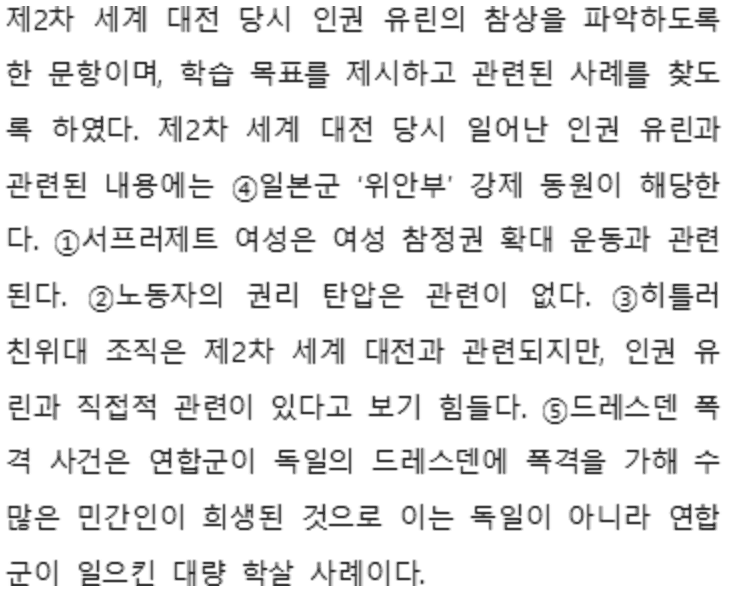 제2차 세계 대전 당시 인권 유린의 참상을 파악하도록
한 문항이며, 학습 목표를 제시하고 관련된 사례를 찾도
록 하였다. 제2차 세계 대전 당시 일어난 인권 유린과
관련된 내용에는 ④일본군 ‘위안부’ 강제 동원이 해당한
다. ①서프러제트 여성은 여성 참정권 확대 운동과 관련
된다. ②노동자의 권리 탄압은 관련이 없다. ③히틀러
친위대 조직은 제2차 세계 대전과 관련되지만, 인권 유
린과 직접적 관련이 있다고 보기 힘들다. ⑤드레스덴 폭
격 사건은 연합군이 독일의 드레스덴에 폭격을 가해 수
많은 민간인이 희생된 것으로 이는 독일이 아니라 연합
군이 일으킨 대량 학살 사례이다.